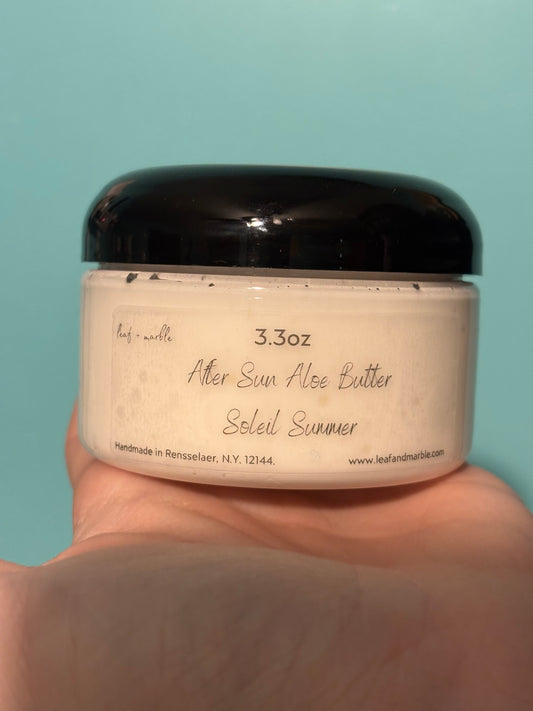 leaf + marble
3.3oz
After Sun Aloe Butter
Soleil Summer
Handmade in Rensselaer, N.Y. 12144.
www.leafandmarble.com